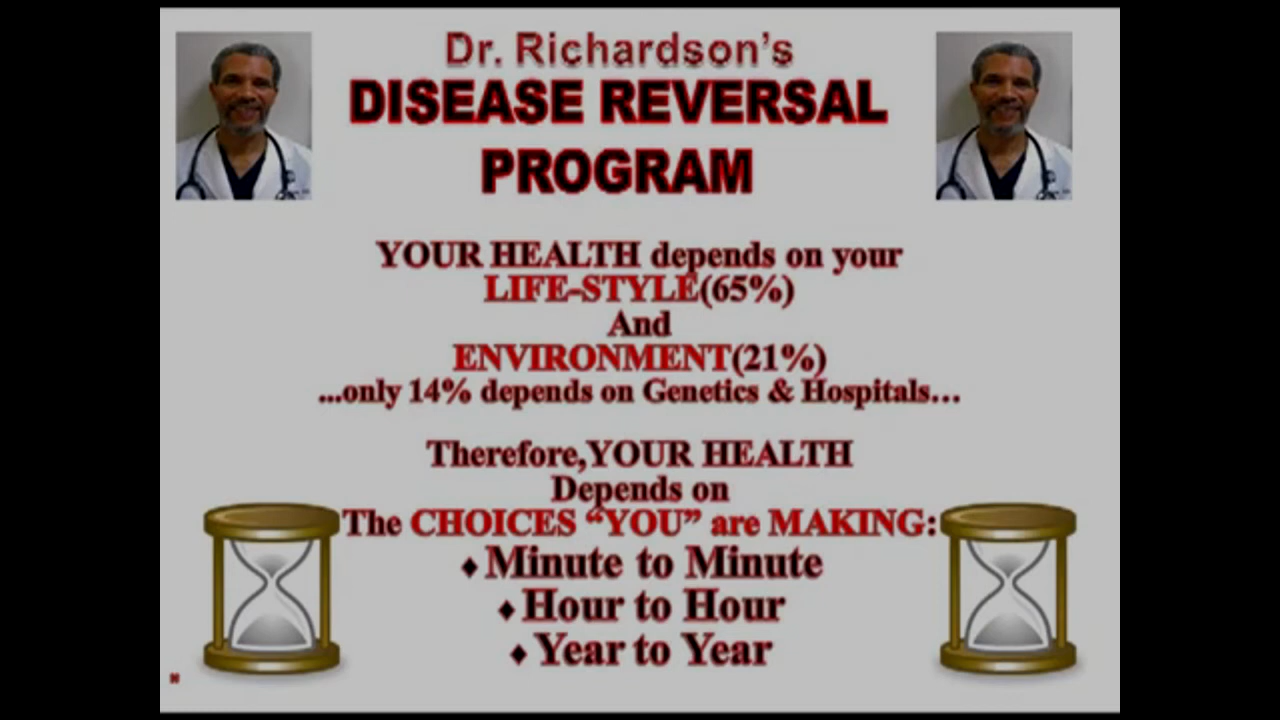 Dr. Richardson's
DISEASE REVERSAL
PROGRAM
YOUR HEALTH depends on your
LIFE-STYLE(65%)
And
ENVIRONMENT(21%)
...only 14% depends on Genetics & Hospitals...
Therefore,YOUR HEALTH
Depends on
The CHOICES “YOU” are MAKING:
♦ Minute to Minute
♦ Hour to Hour
♦ Year to Year